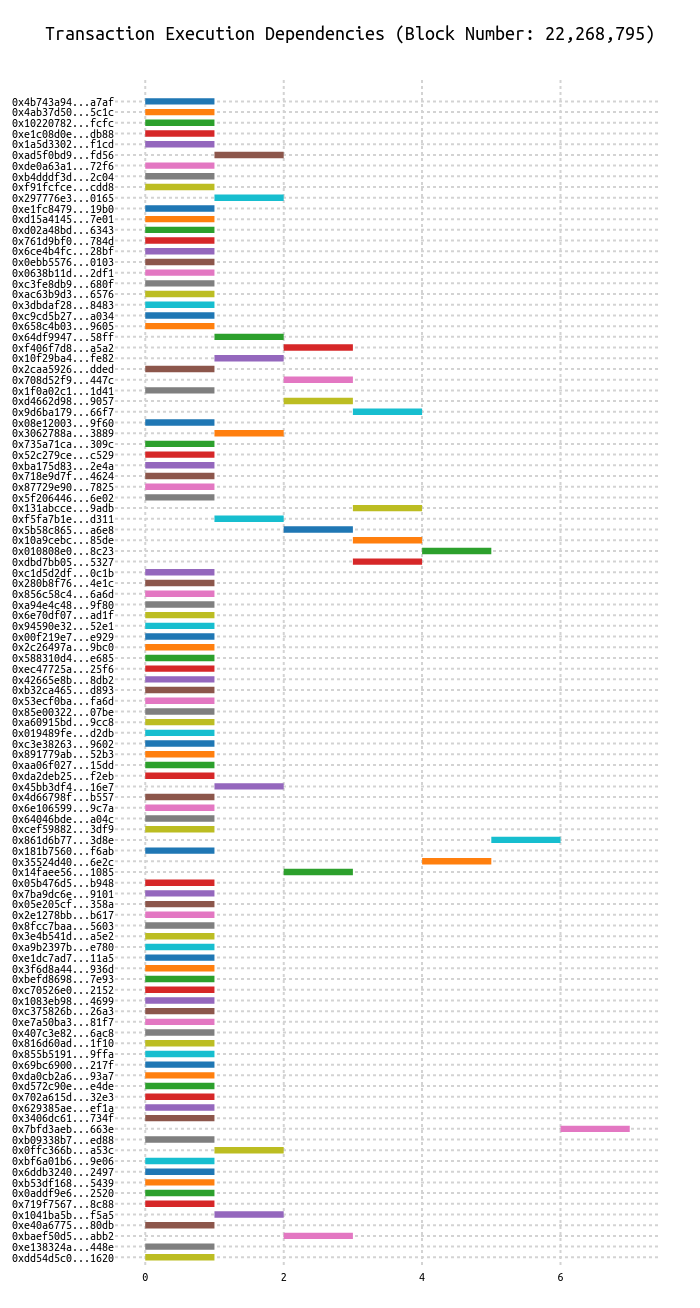 Transaction Execution Dependencies (Block Number: 22,268,795)
0x4b743a94...a7af
0x4ab37d50...5c1c
0x10220782...fcfc
0xe1c08d0e...db88
0x1a5d3302...f1cd
0xad5f0bd9...fd56
0xde0a63a1...72f6
0xb4dddf3d...2c04
0xf91fcfce...cdd8
0x297776e3...0165
0xe1fc8479...19b0
0xd15a4145...7e01
0xd02a48bd...6343
0x761d9bf0...784d
0x6ce4b4fc...28bf
0x0ebb5576...0103
0x0638b11d...2df1
0xc3fe8db9...680f
0xac63b9d3...6576
0x3dbdaf28...8483
0xc9cd5b27...a034
0x658c4b03...9605
0x64df9947...58ff
0xf406f7d8...a5a2
0x10f29ba4...fe82
0x2caa5926...dded
0x708d52f9...447c
0x1f0a02c1...1d41
0xd4662d98...9057
0x9d6ba179...66f7
0x08e12003...9f60
0x3062788a...3889
0x735a71ca...309c
0x52c279ce...c529
0xba175d83...2e4a
0x718e9d7f...4624
0x87729e90...7825
0x5f206446...6e02
0x131abcce...9adb
0xf5fa7b1e...d311
0x5b58c865...a6e8
0x10a9cebc...85de
0x010808e0...8c23
0xdbd7bb05...5327
0xc1d5d2df...0c1b
0x280b8f76...4e1c
0x856c58c4...6a6d
0xa94e4c48...9f80
0x6e70df07...ad1f
0x94590e32...52e1
0x00f219e7...e929
0x2c26497a...9bc0
0x588310d4...e685
0xec47725a...25f6
0x42665e8b...8db2
0xb32ca465...d893
0x53ecf0ba...fa6d
0x85e00322...07be
0xa60915bd...9cc8
0x019489fe...d2db
0xc3e38263...9602
0x891779ab...52b3
0xaa06f027...15dd
0xda2deb25...f2eb
0x45bb3df4...16e7
0x4d66798f...b557
0x6e106599...9c7a
0x64046bde...a04c
0xcef59882...3df9
0x861d6b77...3d8e
0x181b7560...f6ab
0x35524d40...6e2c
0x14faee56...1085
0x05b476d5...b948
0x7ba9dc6e...9101
0x05e205cf...358a
0x2e1278bb...b617
0x8fcc7baa...5603
0x3e4b541d...a5e2
0xa9b2397b...e780
0xe1dc7ad7...11a5
0x3f6d8a44...936d
0xbefd8698...7e93
0xc70526e0...2152
0x1083eb98...4699
0xc375826b...26a3
0xe7a50ba3...81f7
0x407c3e82...6ac8
0x816d60ad...1f10
0x855b5191...9ffa
0x69bc6900...217f
0xda0cb2a6...93a7
0xd572c90e...e4de
0x702a615d...32e3
0x629385ae...ef1a
0x3406dc61...734f
0x7bfd3aeb...663e
0xb09338b7...ed88
0x0ffc366b...a53c
0xbf6a01b6...9e06
0x6ddb3240...2497
0xb53df168...5439
0x0addf9e6...2520
0x719f7567...8c88
0x1041ba5b...f5a5
0xe40a6775...80db
0xbaef50d5...abb2
0xe138324a...448e
0xdd54d5c0...1620
0 2 4 6